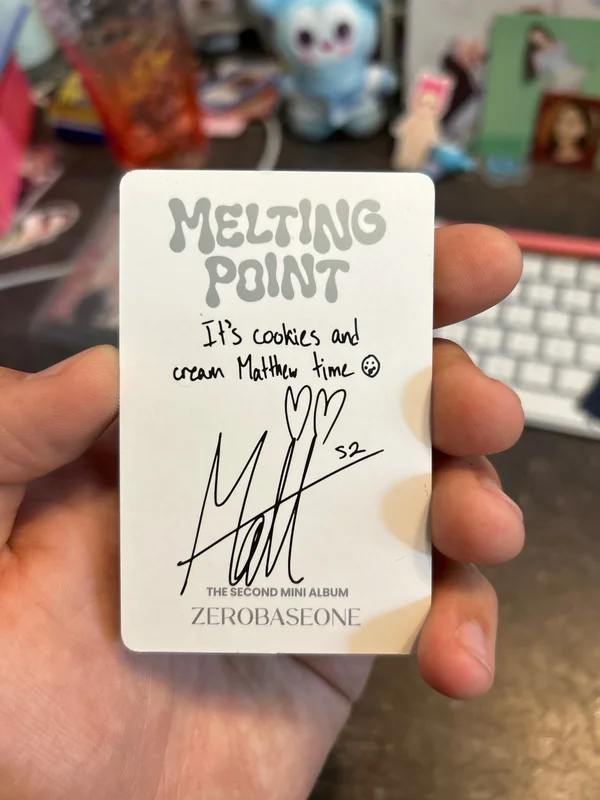 MELTING
POINT
It's cookies and
cream Matthew time
Matt
S2
THE SECOND MINI ALBUM
ZEROBASEONE